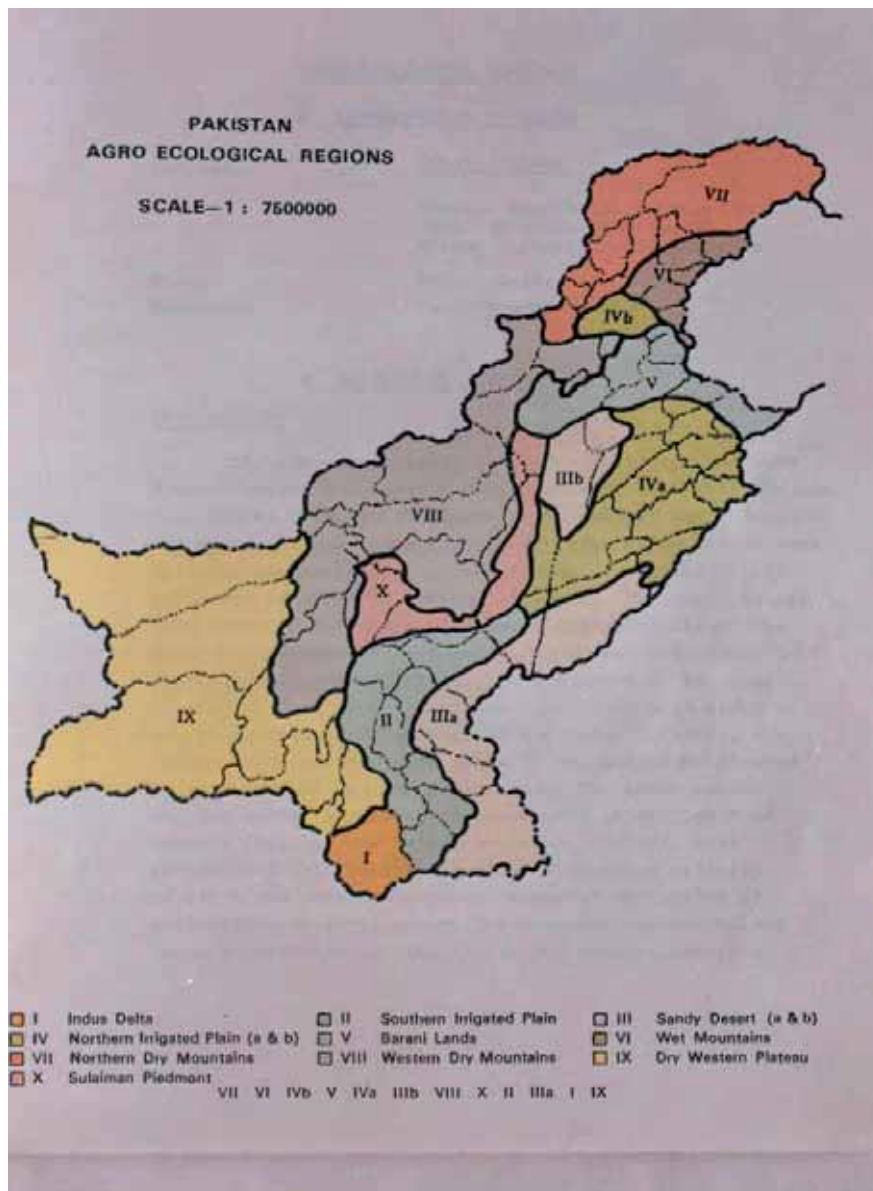 PAKISTAN
AGRO ECOLOGICAL REGIONS
SCALE—1 : 7500000
VII
VI
IVb
V
IIIb
IVa
VIII
X
IX
II
IIIa
I
I Indus Delta II Southern Irrigated Plain III Sandy Desert (a & b)
IV Northern Irrigated Plain (a & b) V Barani Lands VI Wet Mountains
VII Northern Dry Mountains VIII Western Dry Mountains IX Dry Western Plateau
X Sulaiman Piedmont
VII VI IVb V IVa IIIb VIII X II IIIa I IX